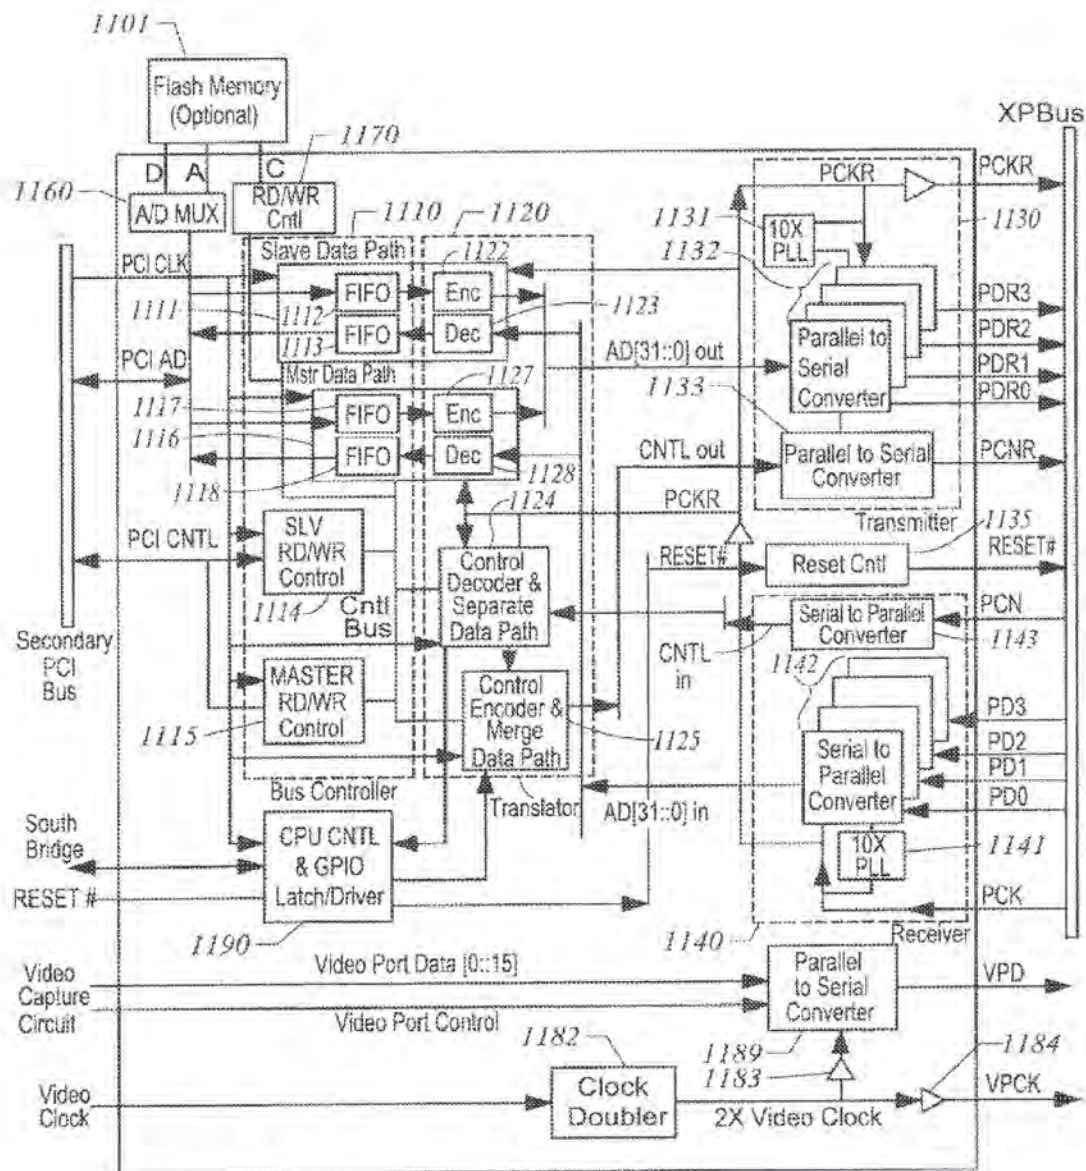 1101
Flash Memory
(Optional)
XPBus
1170
D A C
PCKR
PCKR
1160
A/D MUX
RD/WR
Cntl
1110
1120
1131
10X
PLL
1130
Slave Data Path
1122
1132
PCI CLK
FIFO
Enc
1111
1112
1123
PDR3
FIFO
Dec
1113
PDR2
Parallel to
Serial
Converter
AD[31::0] out
PCI AD
PDR1
Mstr Data Path
1127
1133
PDR0
1117
FIFO
Enc
1116
CNTL out
Parallel to Serial
Converter
PCNR
FIFO
Dec
1118
1128
1124
PCKR
Transmitter
1135
PCI CNTL
SLV
RD/WR
Control
RESET#
Reset Cntl
RESET#
Control
Decoder &
Separate
Data Path
1114
Cntl
Bus
Serial to Parallel
Converter
PCN
1143
Secondary
PCI
Bus
CNTL
in
1142
MASTER
RD/WR
Control
Control
Encoder &
Merge
Data Path
PD3
1115
1125
PD2
Serial to
Parallel
Converter
PD1
Bus Controller
Translator
AD[31::0] in
PD0
South
Bridge
CPU CNTL
& GPIO
Latch/Driver
10X
PLL
1141
RESET #
PCK
1190
1140
Receiver
Video
Capture
Circuit
Video Port Data [0::15]
Parallel
to Serial
Converter
VPD
Video Port Control
1182
1189
1183
1184
Video
Clock
Clock
Doubler
2X Video Clock
VPCK